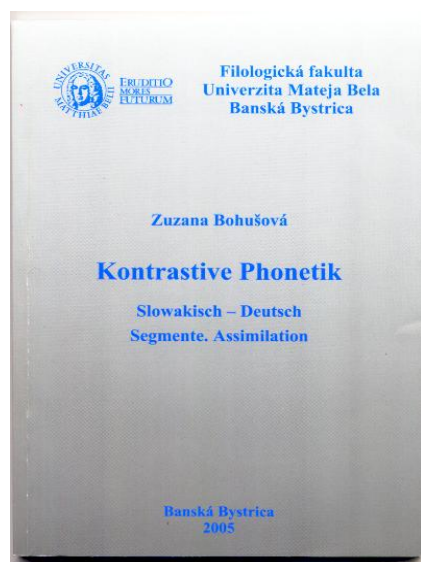 UNIVERSITAS
MATTHIAE BELII
ERUDITIO
MORES
FUTURUM
Filologická fakulta
Univerzita Mateja Bela
Banská Bystrica
Zuzana Bohušová
Kontrastive Phonetik
Slowakisch – Deutsch
Segmente. Assimilation
Banská Bystrica
2005